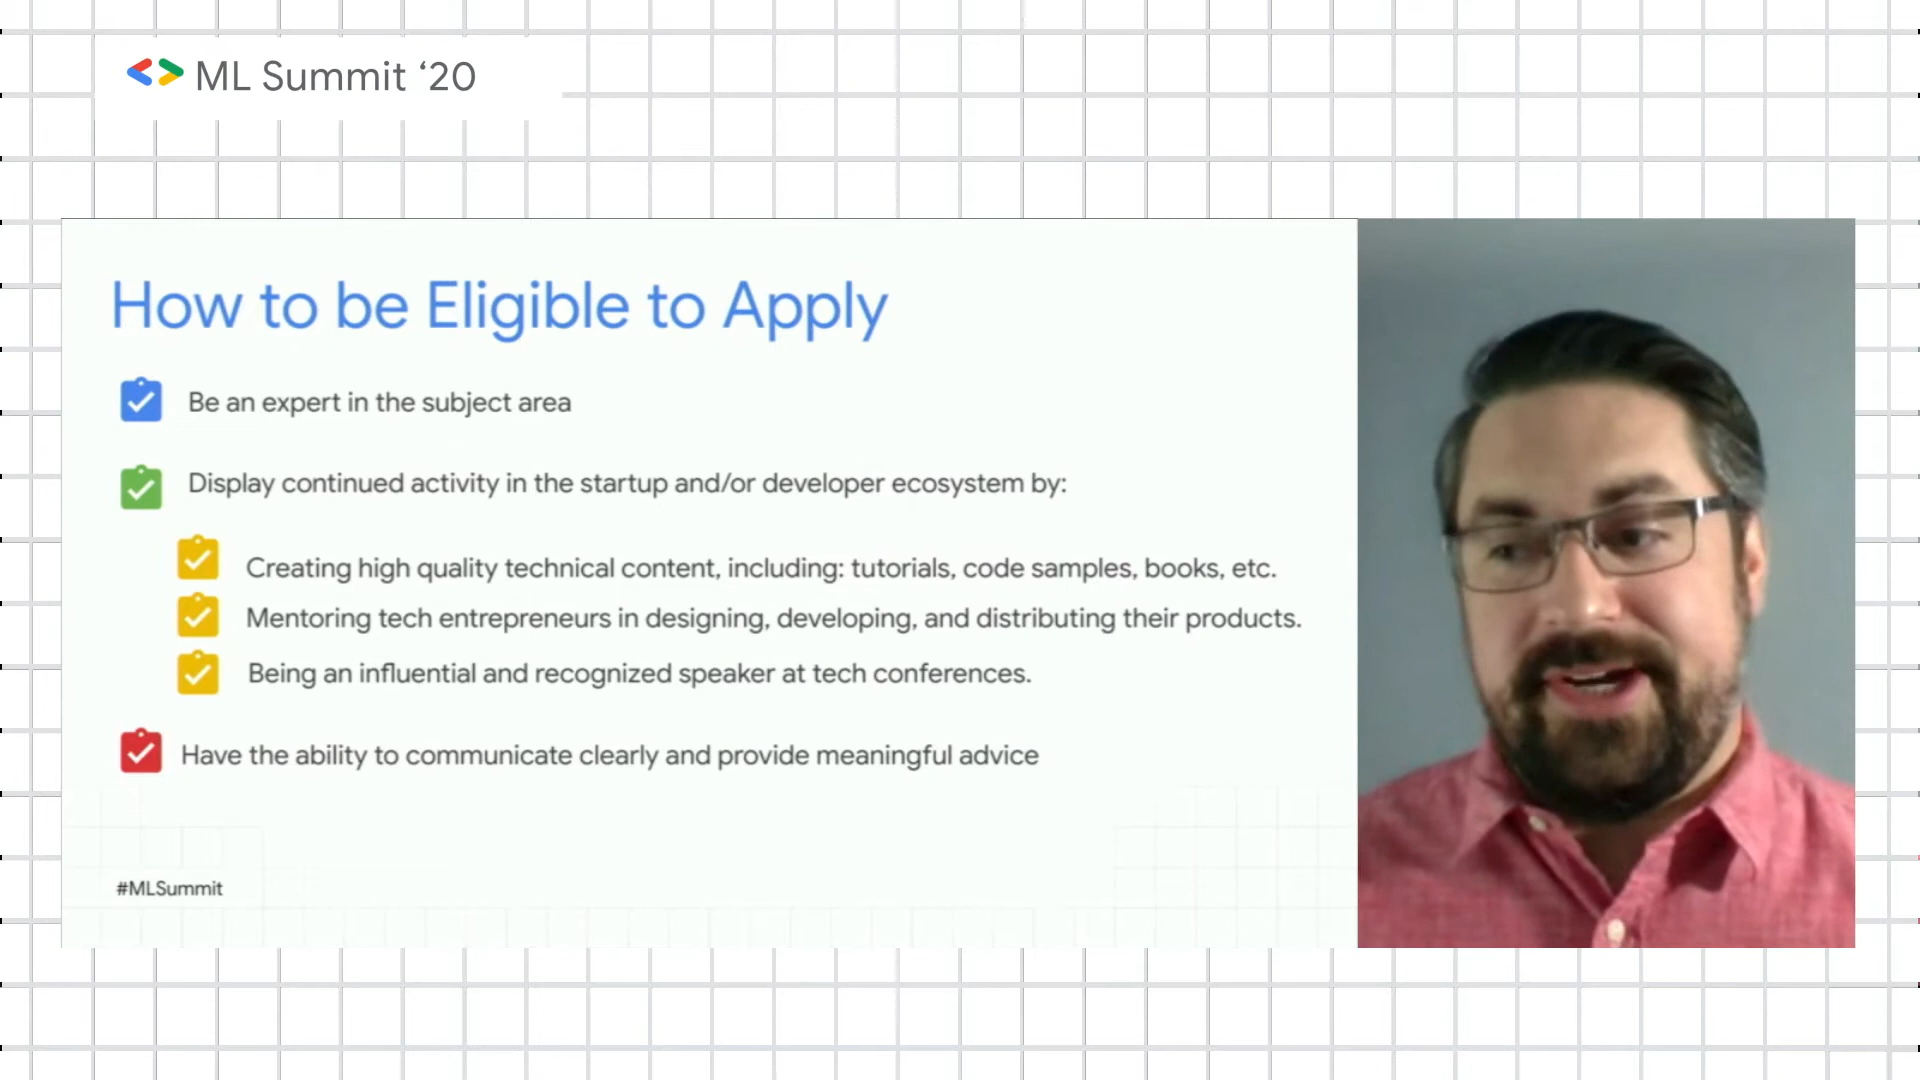 ML Summit ‘20
How to be Eligible to Apply
Be an expert in the subject area
Display continued activity in the startup and/or developer ecosystem by:
Creating high quality technical content, including: tutorials, code samples, books, etc.
Mentoring tech entrepreneurs in designing, developing, and distributing their products.
Being an influential and recognized speaker at tech conferences.
Have the ability to communicate clearly and provide meaningful advice
#MLSummit